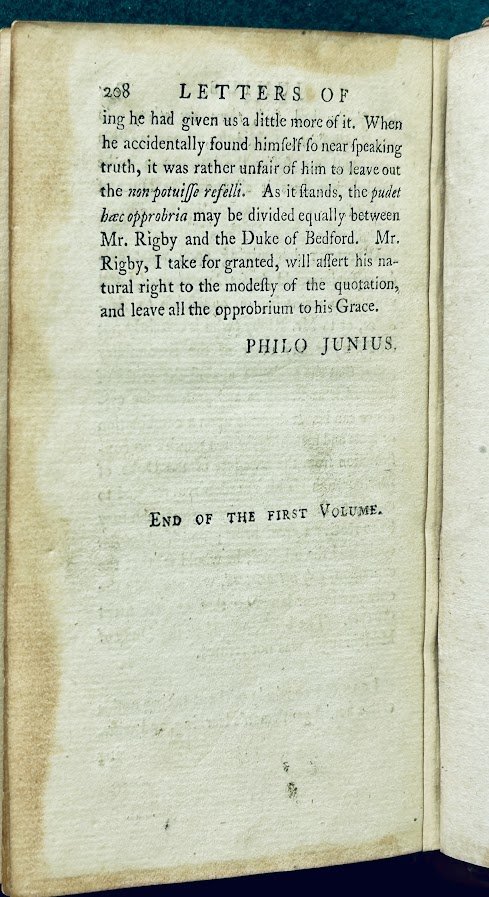 208 LETTERS OF
ing he had given us a little more of it. When
he accidentally found himſelf ſo near ſpeaking
truth, it was rather unfair of him to leave out
the non potuiſſe refelli. As it ſtands, the pudet
hæc opprobria may be divided equally between
Mr. Rigby and the Duke of Bedford. Mr.
Rigby, I take for granted, will aſſert his na-
tural right to the modeſty of the quotation,
and leave all the opprobrium to his Grace.
PHILO JUNIUS.
END OF THE FIRST VOLUME.